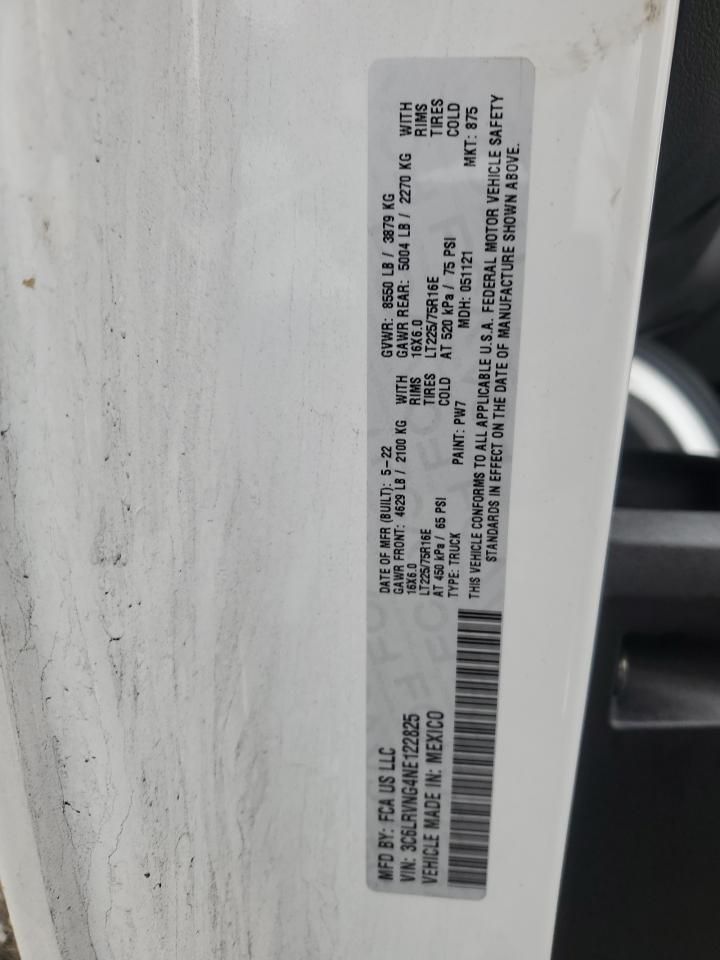 MFD BY: FCA US LLC
DATE OF MFR (BUILT): 5-22
GVWR: 8550 LB / 3879 KG
VIN: 3C6LRVNG4NE122825
GAWR FRONT: 4629 LB / 2100 KG WITH
GAWR REAR: 5004 LB / 2270 KG WITH
16X6.0 RIMS
16X6.0 RIMS
VEHICLE MADE IN: MEXICO
LT225/75R16E TIRES
LT225/75R16E TIRES
AT 450 kPa / 65 PSI COLD
AT 520 kPa / 75 PSI COLD
TYPE: TRUCK PAINT: PW7 MDH: 051121 MKT: 875
THIS VEHICLE CONFORMS TO ALL APPLICABLE U.S.A. FEDERAL MOTOR VEHICLE SAFETY
STANDARDS IN EFFECT ON THE DATE OF MANUFACTURE SHOWN ABOVE.